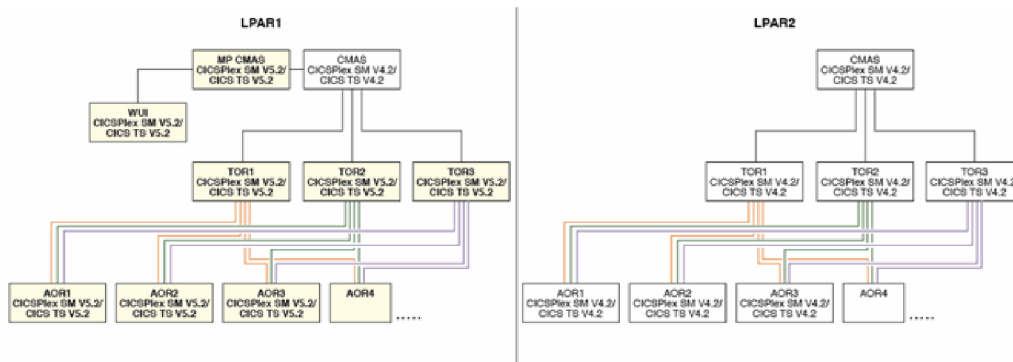 LPAR1
MP CMAS
CICSPlex SM V5.2/
CICS TS V5.2
CMAS
CICSPlex SM V4.2/
CICS TS V4.2
WUI
CICSPlex SM V5.2/
CICS TS V5.2
TOR1
CICSPlex SM V5.2/
CICS TS V5.2
TOR2
CICSPlex SM V5.2/
CICS TS V5.2
TOR3
CICSPlex SM V5.2/
CICS TS V5.2
AOR1
CICSPlex SM V5.2/
CICS TS V5.2
AOR2
CICSPlex SM V5.2/
CICS TS V5.2
AOR3
CICSPlex SM V5.2/
CICS TS V5.2
AOR4
.....
LPAR2
CMAS
CICSPlex SM V4.2/
CICS TS V4.2
TOR1
CICSPlex SM V4.2/
CICS TS V4.2
TOR2
CICSPlex SM V4.2/
CICS TS V4.2
TOR3
CICSPlex SM V4.2/
CICS TS V4.2
AOR1
CICSPlex SM V4.2/
CICS TS V4.2
AOR2
CICSPlex SM V4.2/
CICS TS V4.2
AOR3
CICSPlex SM V4.2/
CICS TS V4.2
AOR4
.....